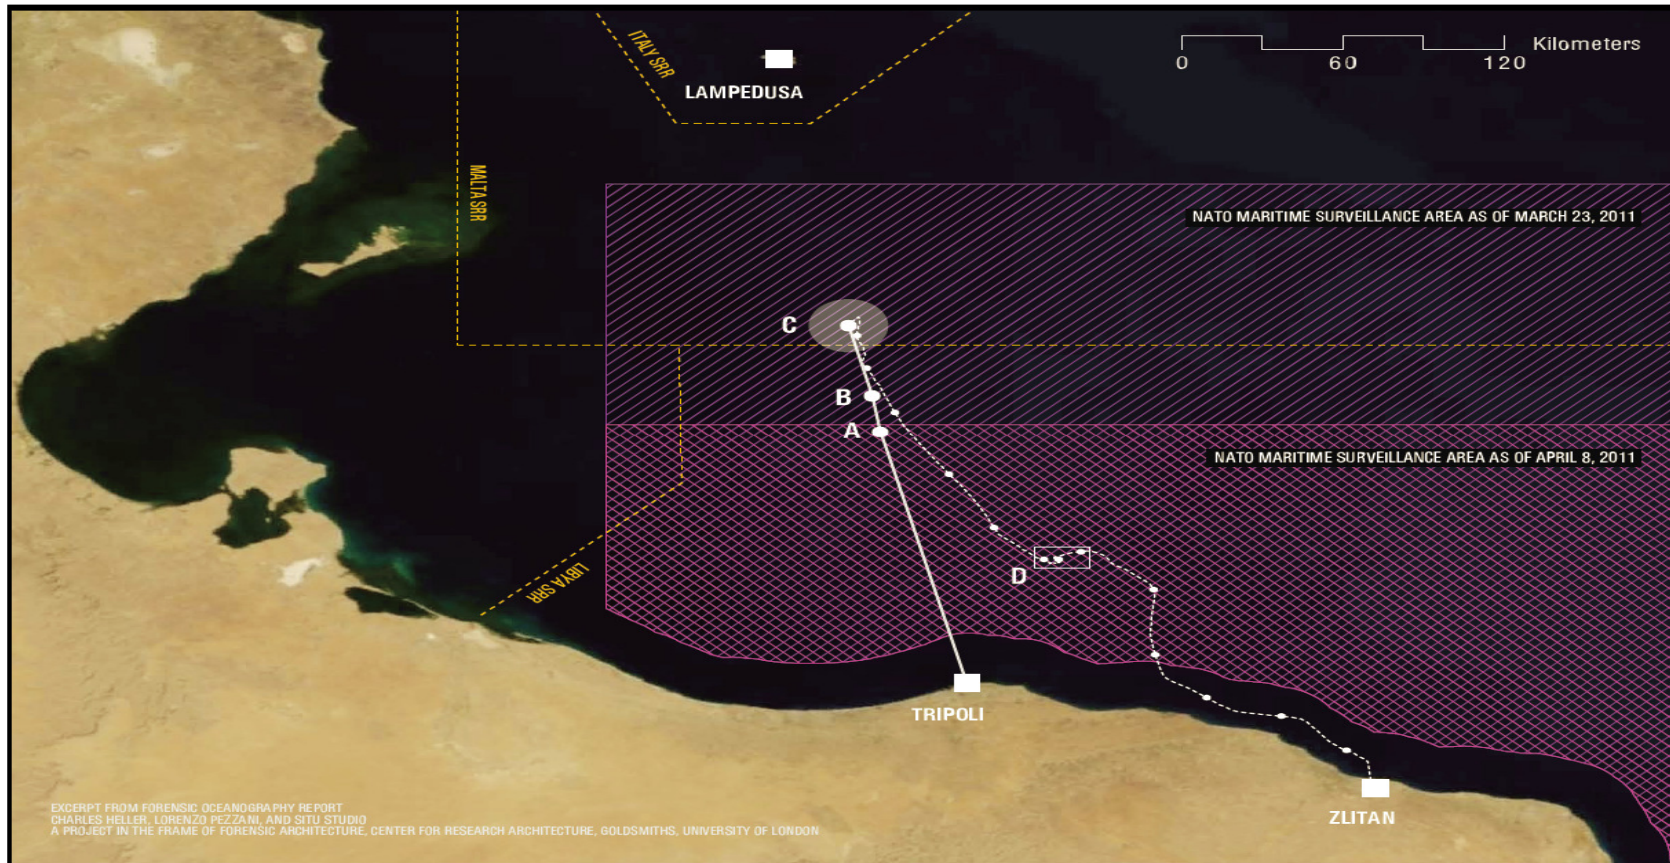 ITALY SRR
LAMPEDUSA
Kilometers
0 60 120
MALTA SRR
NATO MARITIME SURVEILLANCE AREA AS OF MARCH 23, 2011
C
B
A
NATO MARITIME SURVEILLANCE AREA AS OF APRIL 8, 2011
D
LIBYA SRR
TRIPOLI
ZLITAN
EXCERPT FROM FORENSIC OCEANOGRAPHY REPORT
CHARLES HELLER, LORENZO PEZZANI, AND SITU STUDIO
A PROJECT IN THE FRAME OF FORENSIC ARCHITECTURE, CENTER FOR RESEARCH ARCHITECTURE, GOLDSMITHS, UNIVERSITY OF LONDON